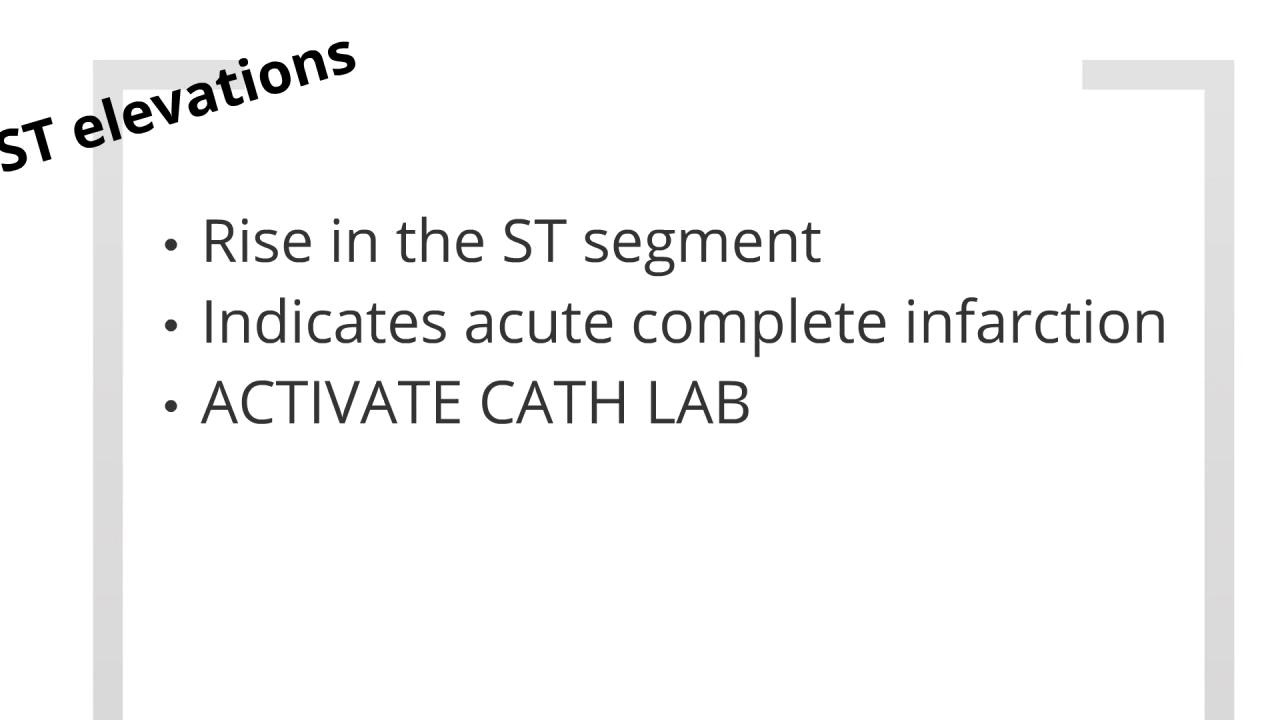 ST elevations
• Rise in the ST segment
• Indicates acute complete infarction
• ACTIVATE CATH LAB